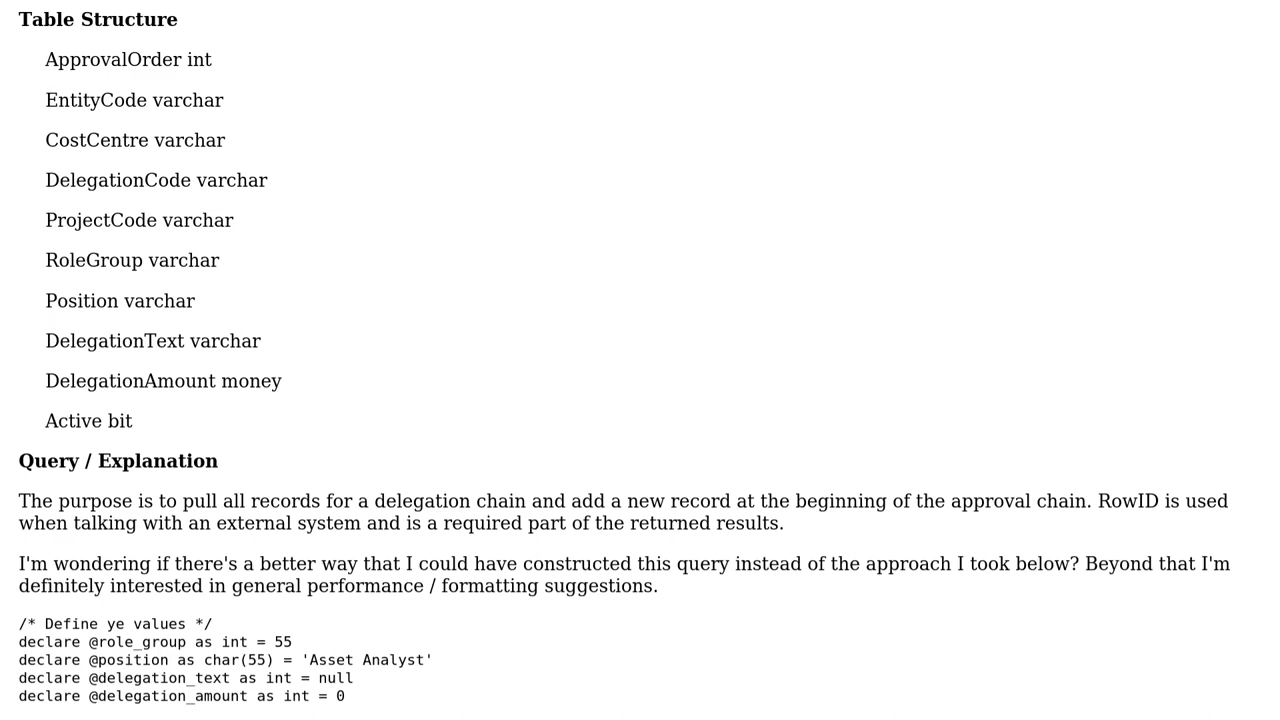 Table Structure
ApprovalOrder int
EntityCode varchar
CostCentre varchar
DelegationCode varchar
ProjectCode varchar
RoleGroup varchar
Position varchar
DelegationText varchar
DelegationAmount money
Active bit
Query / Explanation
The purpose is to pull all records for a delegation chain and add a new record at the beginning of the approval chain. RowID is used
when talking with an external system and is a required part of the returned results.
I'm wondering if there's a better way that I could have constructed this query instead of the approach I took below? Beyond that I'm
definitely interested in general performance / formatting suggestions.
/* Define ye values */
declare @role_group as int = 55
declare @position as char(55) = 'Asset Analyst'
declare @delegation_text as int = null
declare @delegation_amount as int = 0